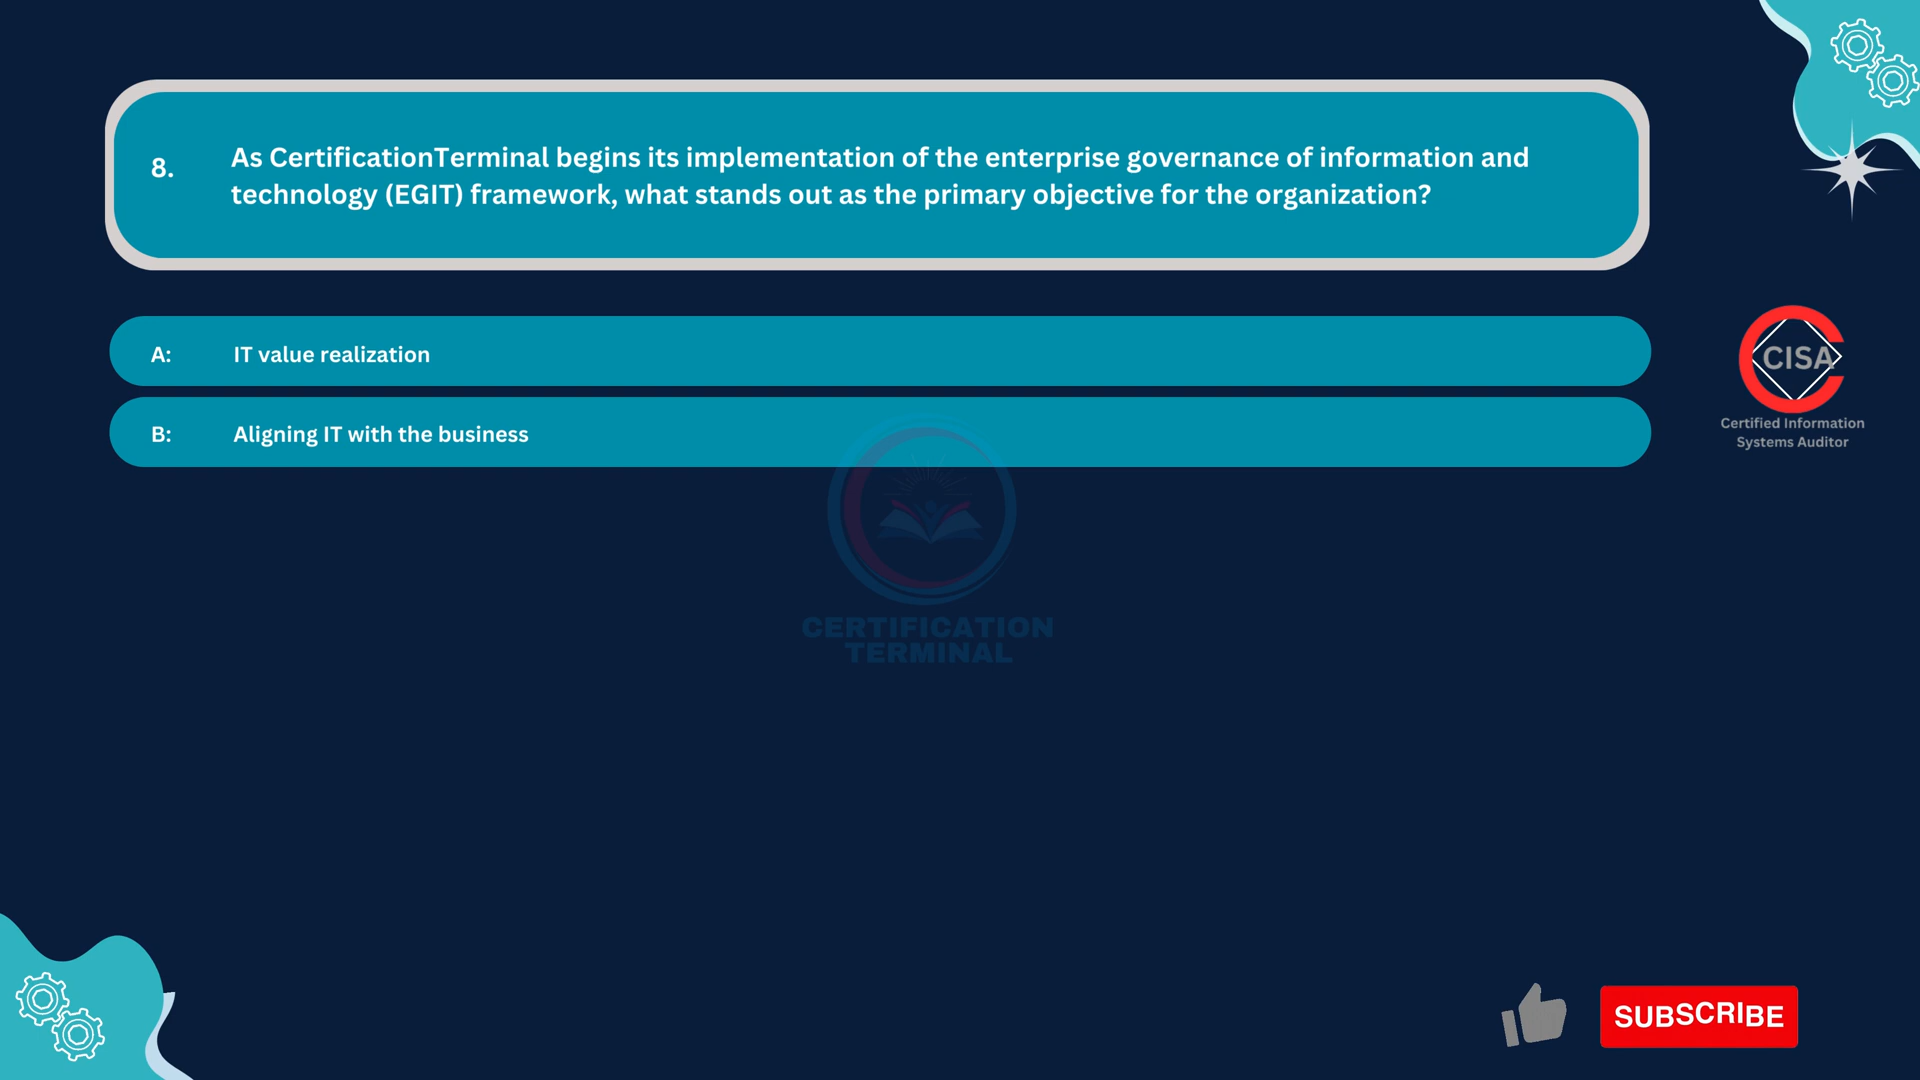 8.
As CertificationTerminal begins its implementation of the enterprise governance of information and
technology (EGIT) framework, what stands out as the primary objective for the organization?
A: IT value realization
B: Aligning IT with the business
CISA
Certified Information
Systems Auditor
CERTIFICATION
TERMINAL
SUBSCRIBE